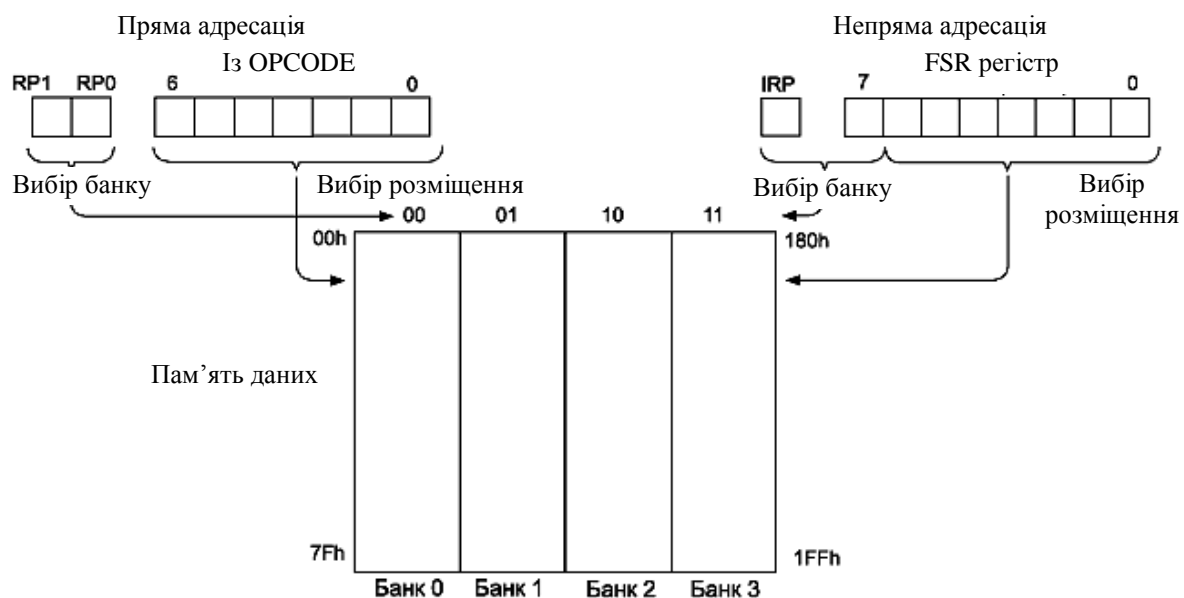 Пряма адресація
Із OPCODE
RP1 RP0 6 0
Вибір банку
Вибір розміщення
Непряма адресація
FSR регістр
IRP 7 0
Вибір банку
Вибір
розміщення
00 01 10 11
00h
180h
Пам’ять даних
7Fh
1FFh
Банк 0 Банк 1 Банк 2 Банк 3